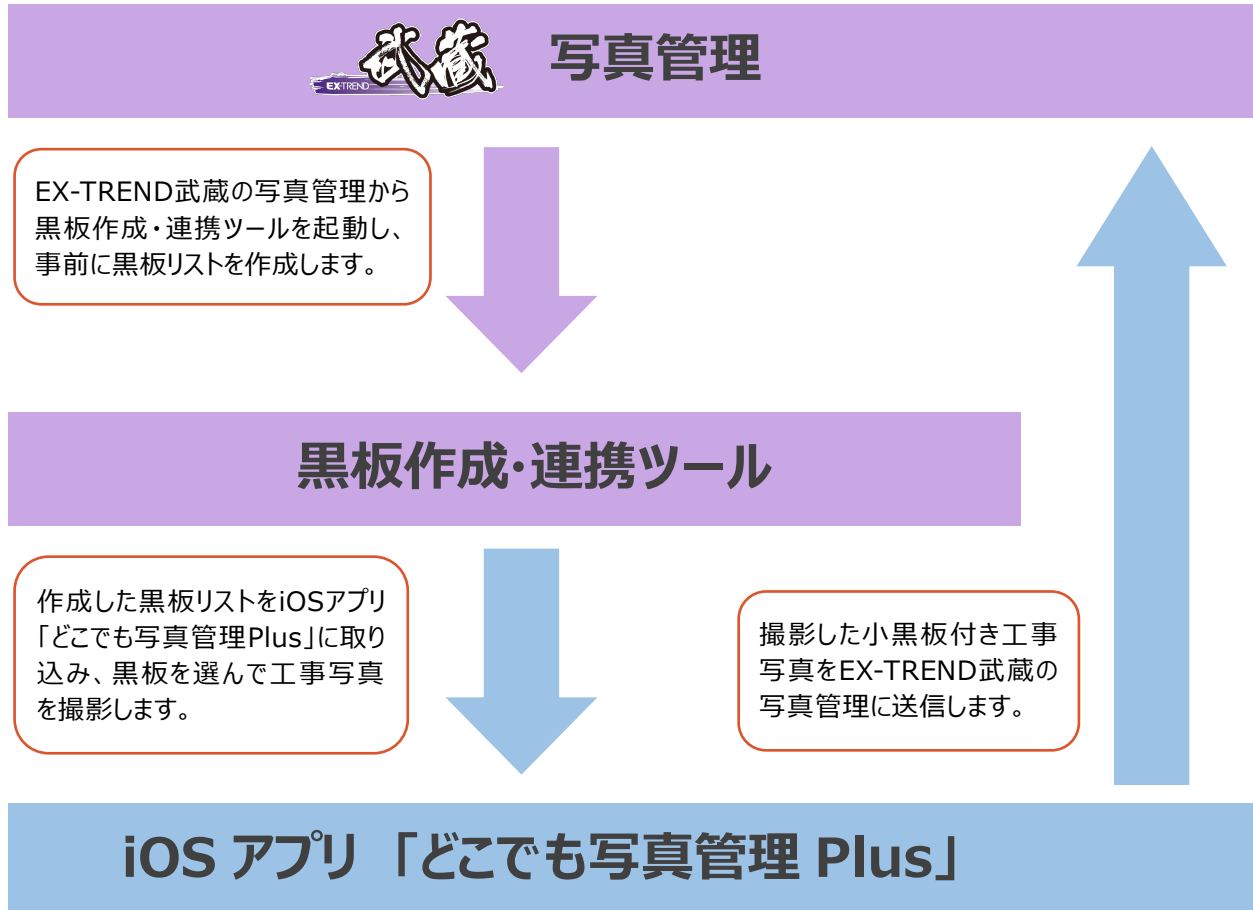 武蔵 写真管理
EX-TREND
EX-TREND武蔵の写真管理から
黒板作成・連携ツールを起動し、
事前に黒板リストを作成します。
黒板作成・連携ツール
作成した黒板リストをiOSアプリ
「どこでも写真管理Plus」に取り
込み、黒板を選んで工事写真
を撮影します。
撮影した小黒板付き工事
写真をEX-TREND武蔵の
写真管理に送信します。
iOS アプリ 「どこでも写真管理 Plus」